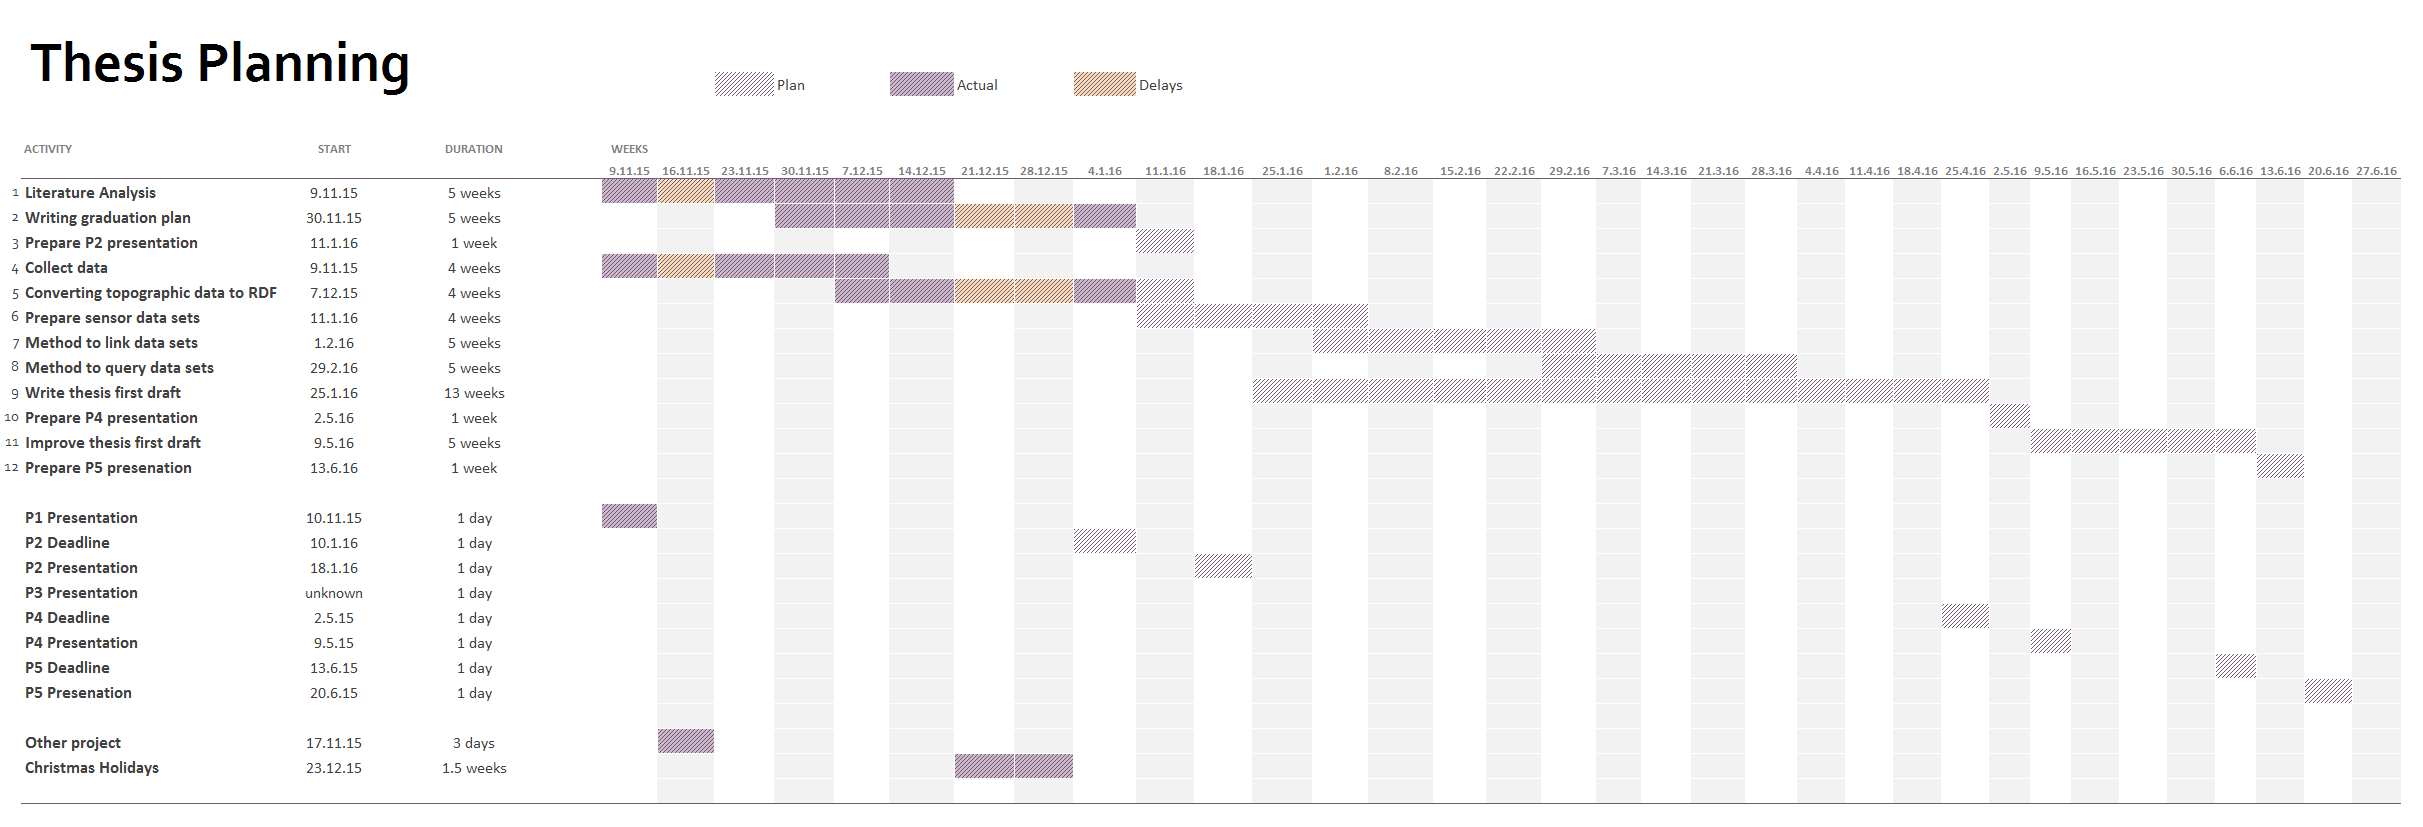 Thesis Planning
Plan Actual Delays
ACTIVITY START DURATION WEEKS
9.11.15 16.11.15 23.11.15 30.11.15 7.12.15 14.12.15 21.12.15 28.12.15 4.1.16 11.1.16 18.1.16 25.1.16 1.2.16 8.2.16 15.2.16 22.2.16 29.2.16 7.3.16 14.3.16 21.3.16 28.3.16 4.4.16 11.4.16 18.4.16 25.4.16 2.5.16 9.5.16 16.5.16 23.5.16 30.5.16 6.6.16 13.6.16 20.6.16 27.6.16
1 Literature Analysis 9.11.15 5 weeks
2 Writing graduation plan 30.11.15 5 weeks
3 Prepare P2 presentation 11.1.16 1 week
4 Collect data 9.11.15 4 weeks
5 Converting topographic data to RDF 7.12.15 4 weeks
6 Prepare sensor data sets 11.1.16 4 weeks
7 Method to link data sets 1.2.16 5 weeks
8 Method to query data sets 29.2.16 5 weeks
9 Write thesis first draft 25.1.16 13 weeks
10 Prepare P4 presentation 2.5.16 1 week
11 Improve thesis first draft 9.5.16 5 weeks
12 Prepare P5 presenation 13.6.16 1 week
P1 Presentation 10.11.15 1 day
P2 Deadline 10.1.16 1 day
P2 Presentation 18.1.16 1 day
P3 Presentation unknown 1 day
P4 Deadline 2.5.15 1 day
P4 Presentation 9.5.15 1 day
P5 Deadline 13.6.15 1 day
P5 Presenation 20.6.15 1 day
Other project 17.11.15 3 days
Christmas Holidays 23.12.15 1.5 weeks